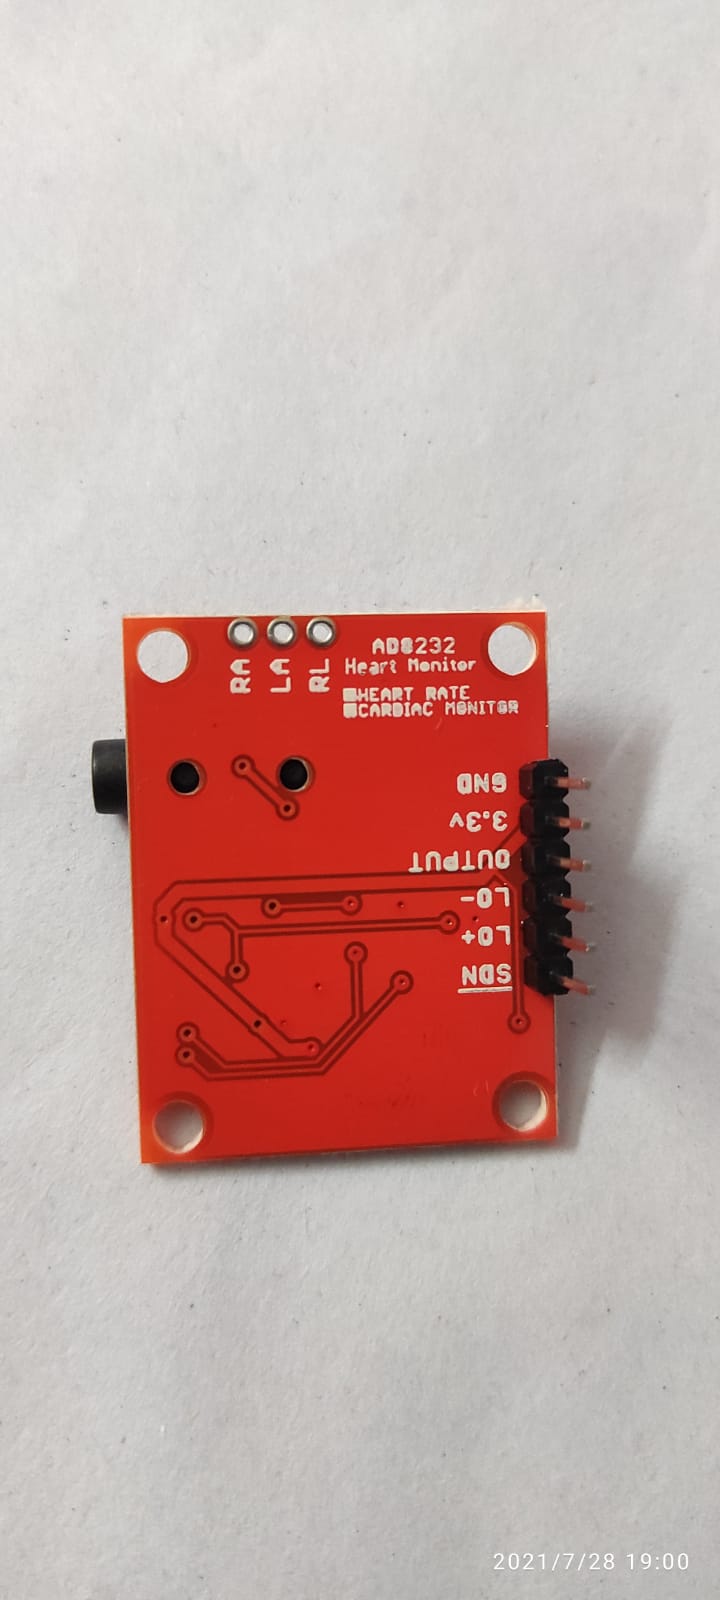 RA
LA
RL
AD8232
Heart Monitor
HEART RATE
CARDIAC MONITOR
GND
3.3v
OUTPUT
LO-
LO+
SDN
2021/7/28 19:00